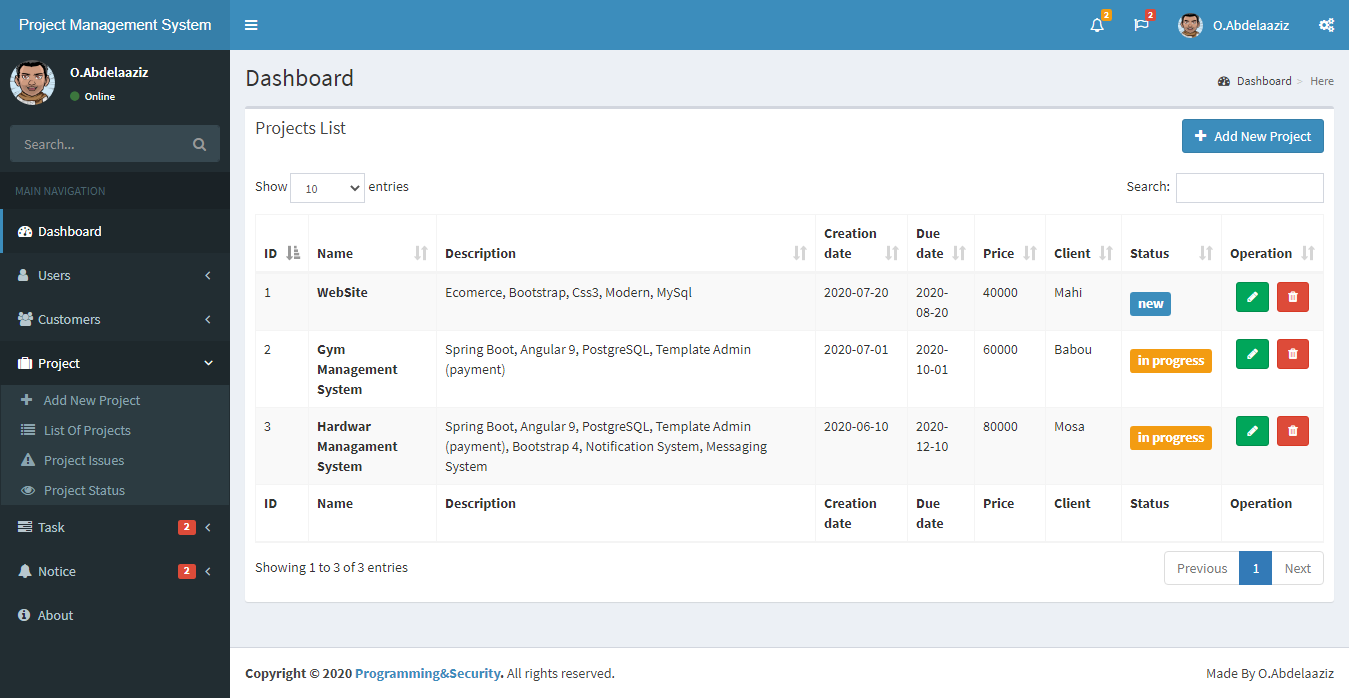 Project Management System
2
2
O.Abdelaaziz
O.Abdelaaziz
Online
Search...
MAIN NAVIGATION
Dashboard
Users
Customers
Project
Add New Project
List Of Projects
Project Issues
Project Status
Task 2
Notice 2
About
Dashboard
Dashboard > Here
Projects List
Add New Project
Show 10 entries
Search:
ID Name Description Creation date Due date Price Client Status Operation
1 WebSite Ecomerce, Bootstrap, Css3, Modern, MySql 2020-07-20 2020-08-20 40000 Mahi new
2 Gym Management System Spring Boot, Angular 9, PostgreSQL, Template Admin (payment) 2020-07-01 2020-10-01 60000 Babou in progress
3 Hardwar Managament System Spring Boot, Angular 9, PostgreSQL, Template Admin (payment), Bootstrap 4, Notification System, Messaging System 2020-06-10 2020-12-10 80000 Mosa in progress
ID Name Description Creation date Due date Price Client Status Operation
Showing 1 to 3 of 3 entries
Previous 1 Next
Copyright © 2020 Programming&Security. All rights reserved.
Made By O.Abdelaaziz